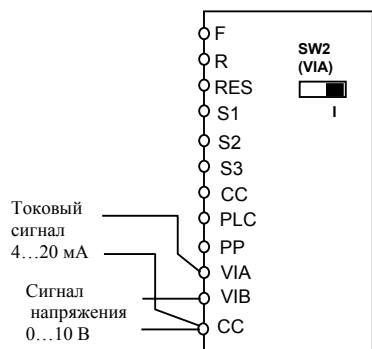 F
R
RES
S1
S2
S3
CC
PLC
PP
VIA
VIB
CC
SW2
(VIA)
I
Токовый
сигнал
4...20 мА
Сигнал
напряжения
0...10 В